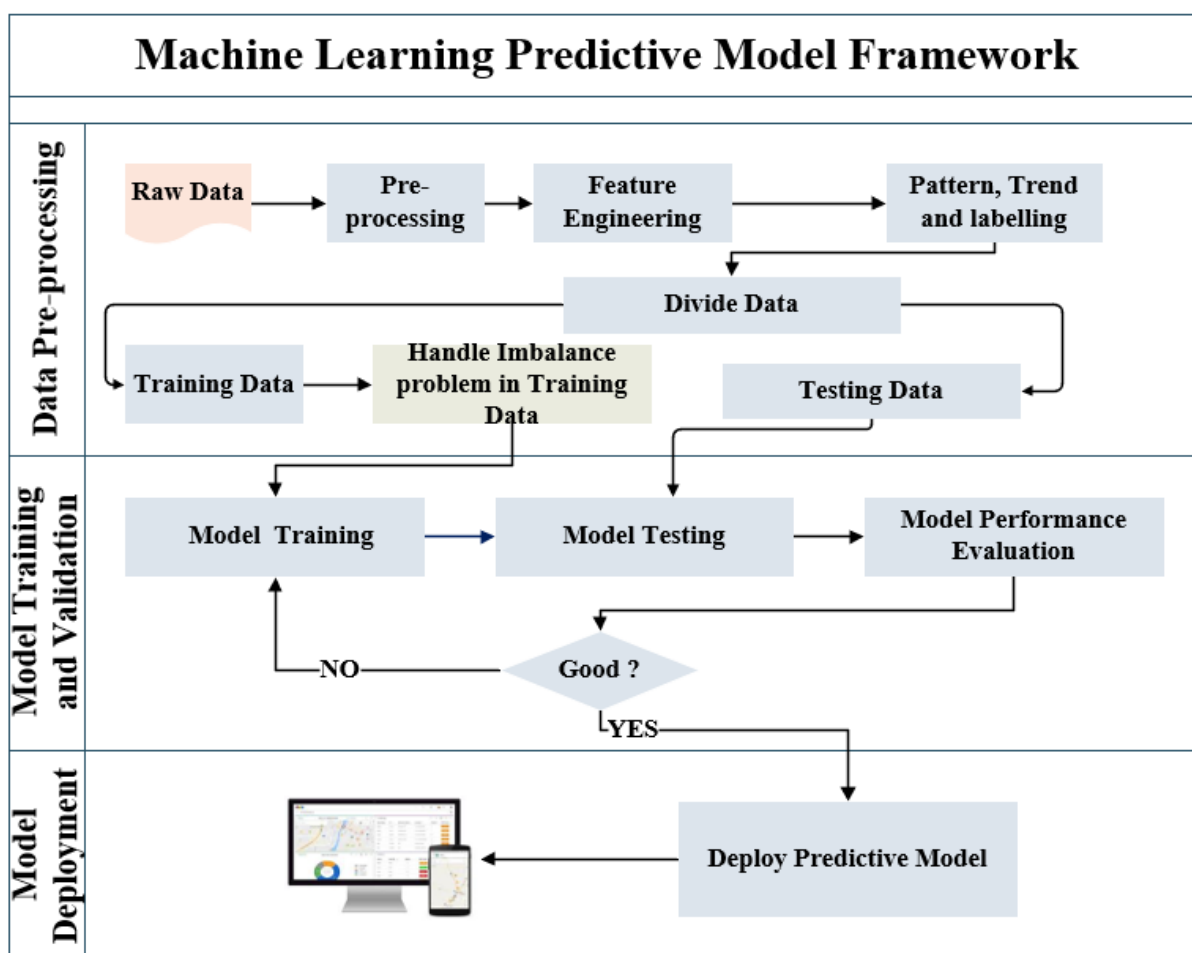 Machine Learning Predictive Model Framework
Data Pre-processing
Raw Data
Pre-
processing
Feature
Engineering
Pattern, Trend
and labelling
Divide Data
Training Data
Handle Imbalance
problem in Training
Data
Testing Data
Model Training
and Validation
Model Training
Model Testing
Model Performance
Evaluation
Good ?
NO
YES
Model
Deployment
Deploy Predictive Model